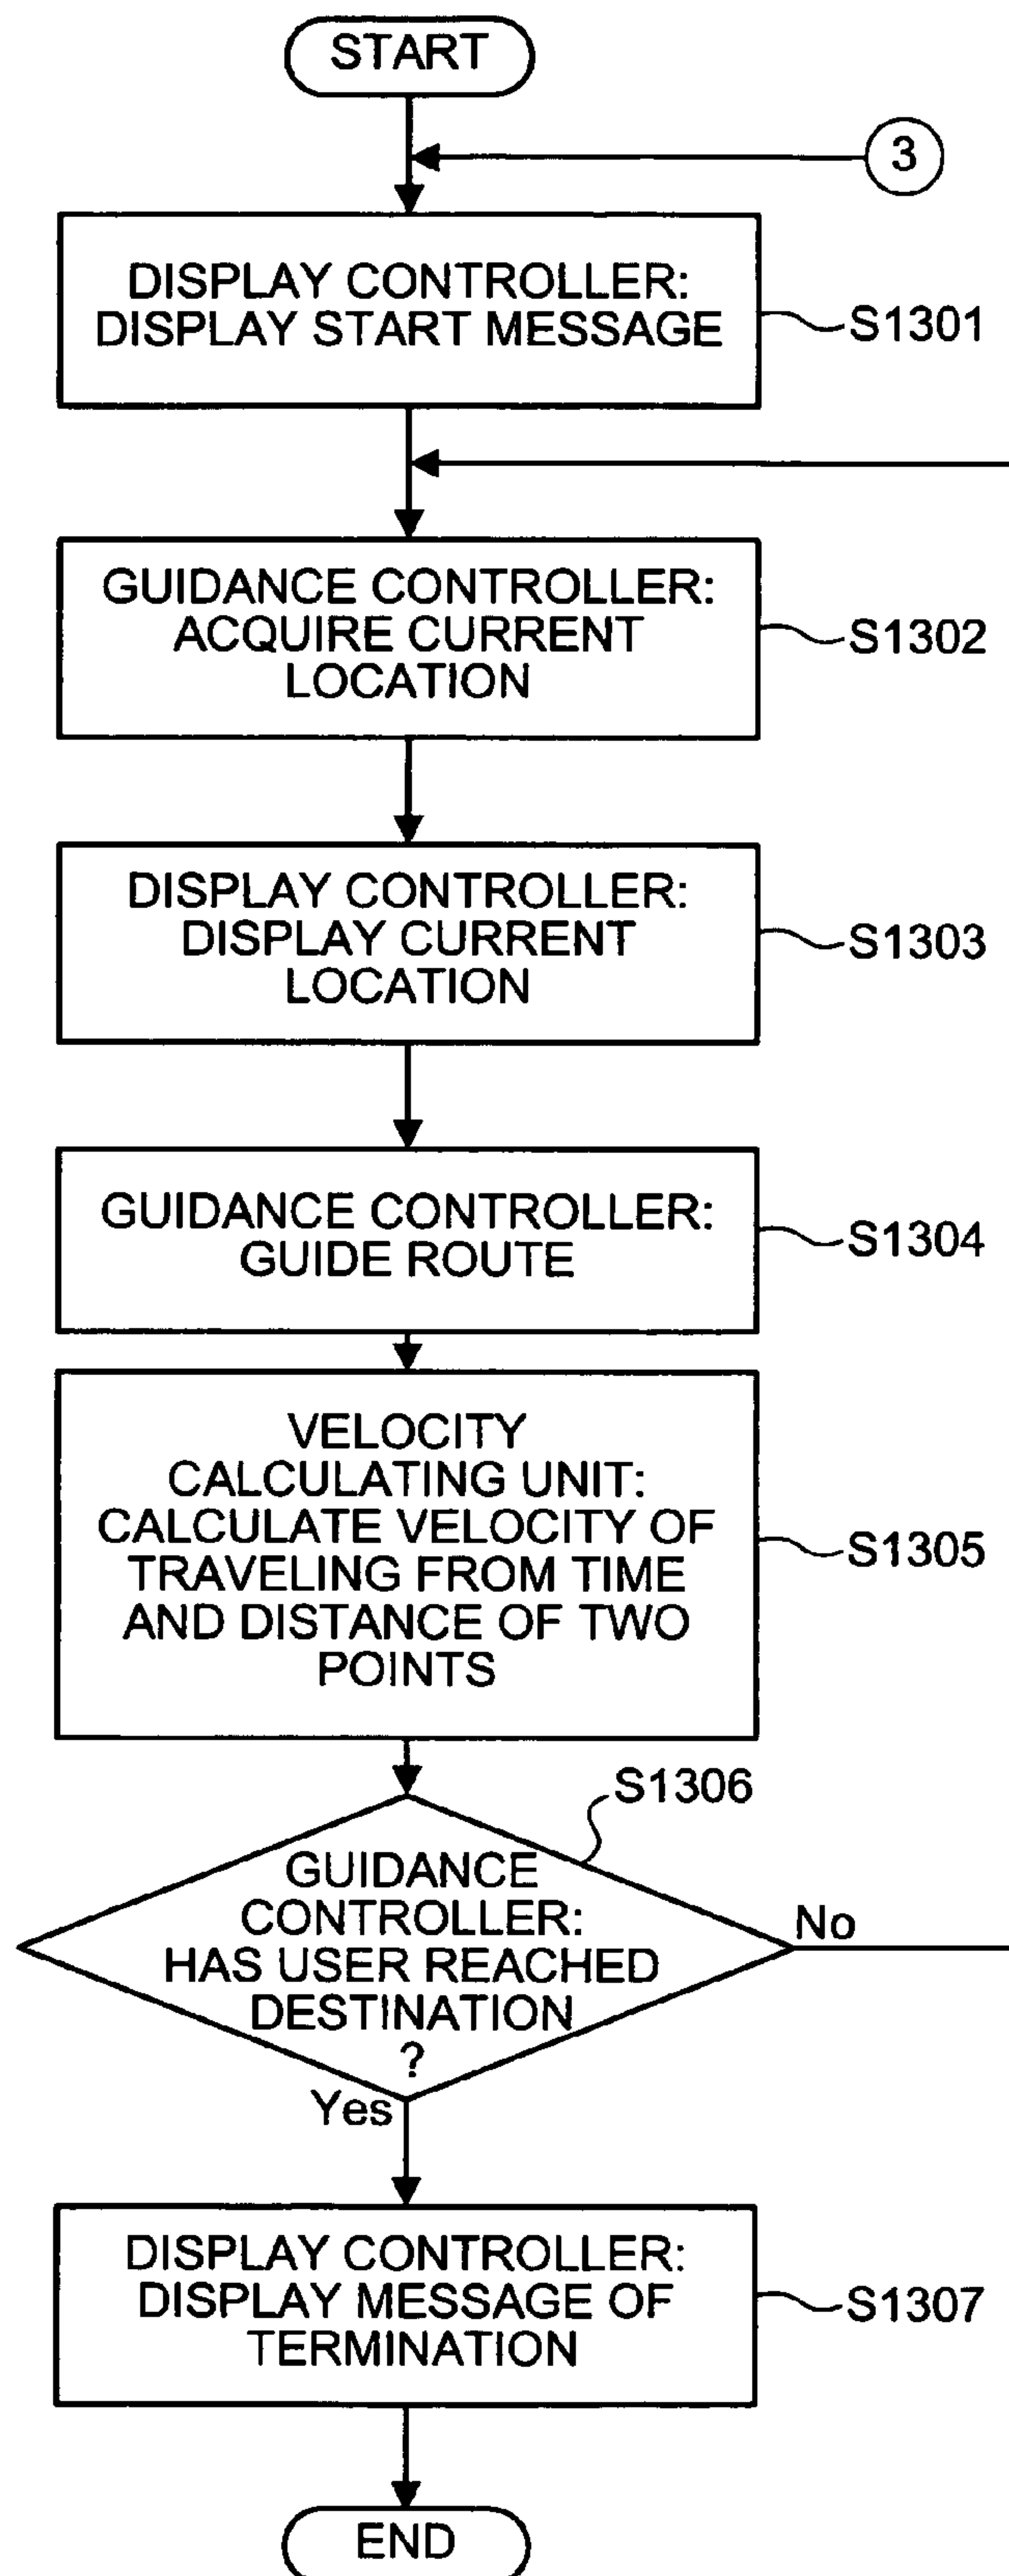 START
3
DISPLAY CONTROLLER:
DISPLAY START MESSAGE
S1301
GUIDANCE CONTROLLER:
ACQUIRE CURRENT
LOCATION
S1302
DISPLAY CONTROLLER:
DISPLAY CURRENT
LOCATION
S1303
GUIDANCE CONTROLLER:
GUIDE ROUTE
S1304
VELOCITY
CALCULATING UNIT:
CALCULATE VELOCITY OF
TRAVELING FROM TIME
AND DISTANCE OF TWO
POINTS
S1305
S1306
GUIDANCE
CONTROLLER:
HAS USER REACHED
DESTINATION
?
No
Yes
DISPLAY CONTROLLER:
DISPLAY MESSAGE OF
TERMINATION
S1307
END